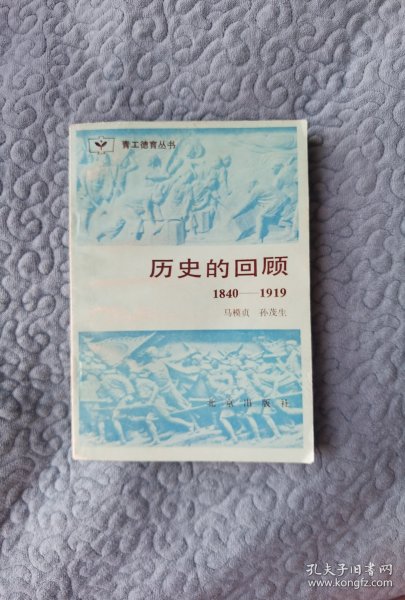 青工德育丛书
历史的回顾
1840——1919
马模贞 孙茂生
北京出版社
孔夫子旧书网
www.kongfz.com